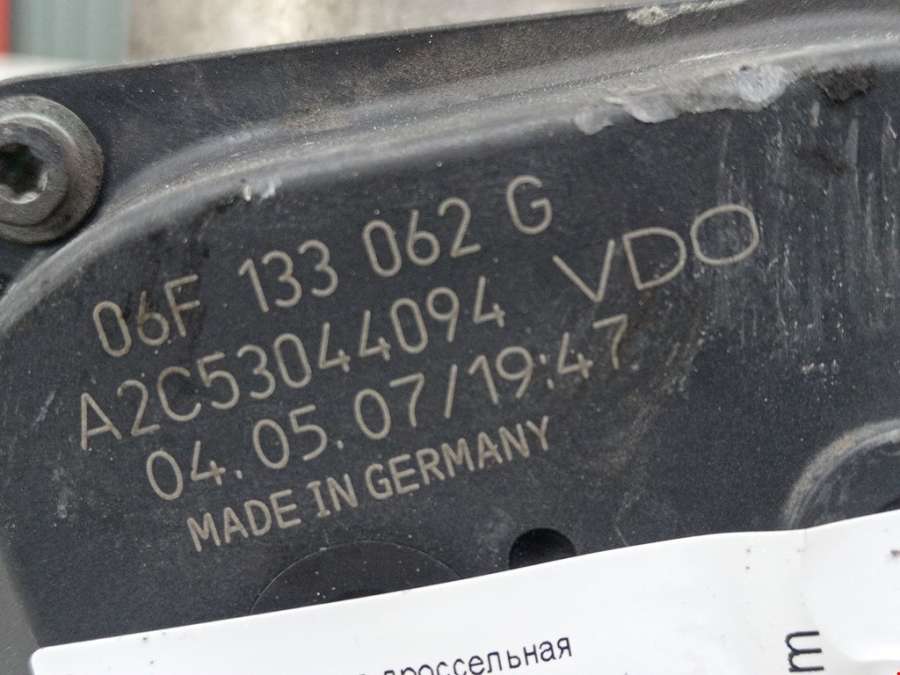 06F 133 062 G
A2C53044094 VDO
04.05.07/19:47
MADE IN GERMANY
дроссельная
m